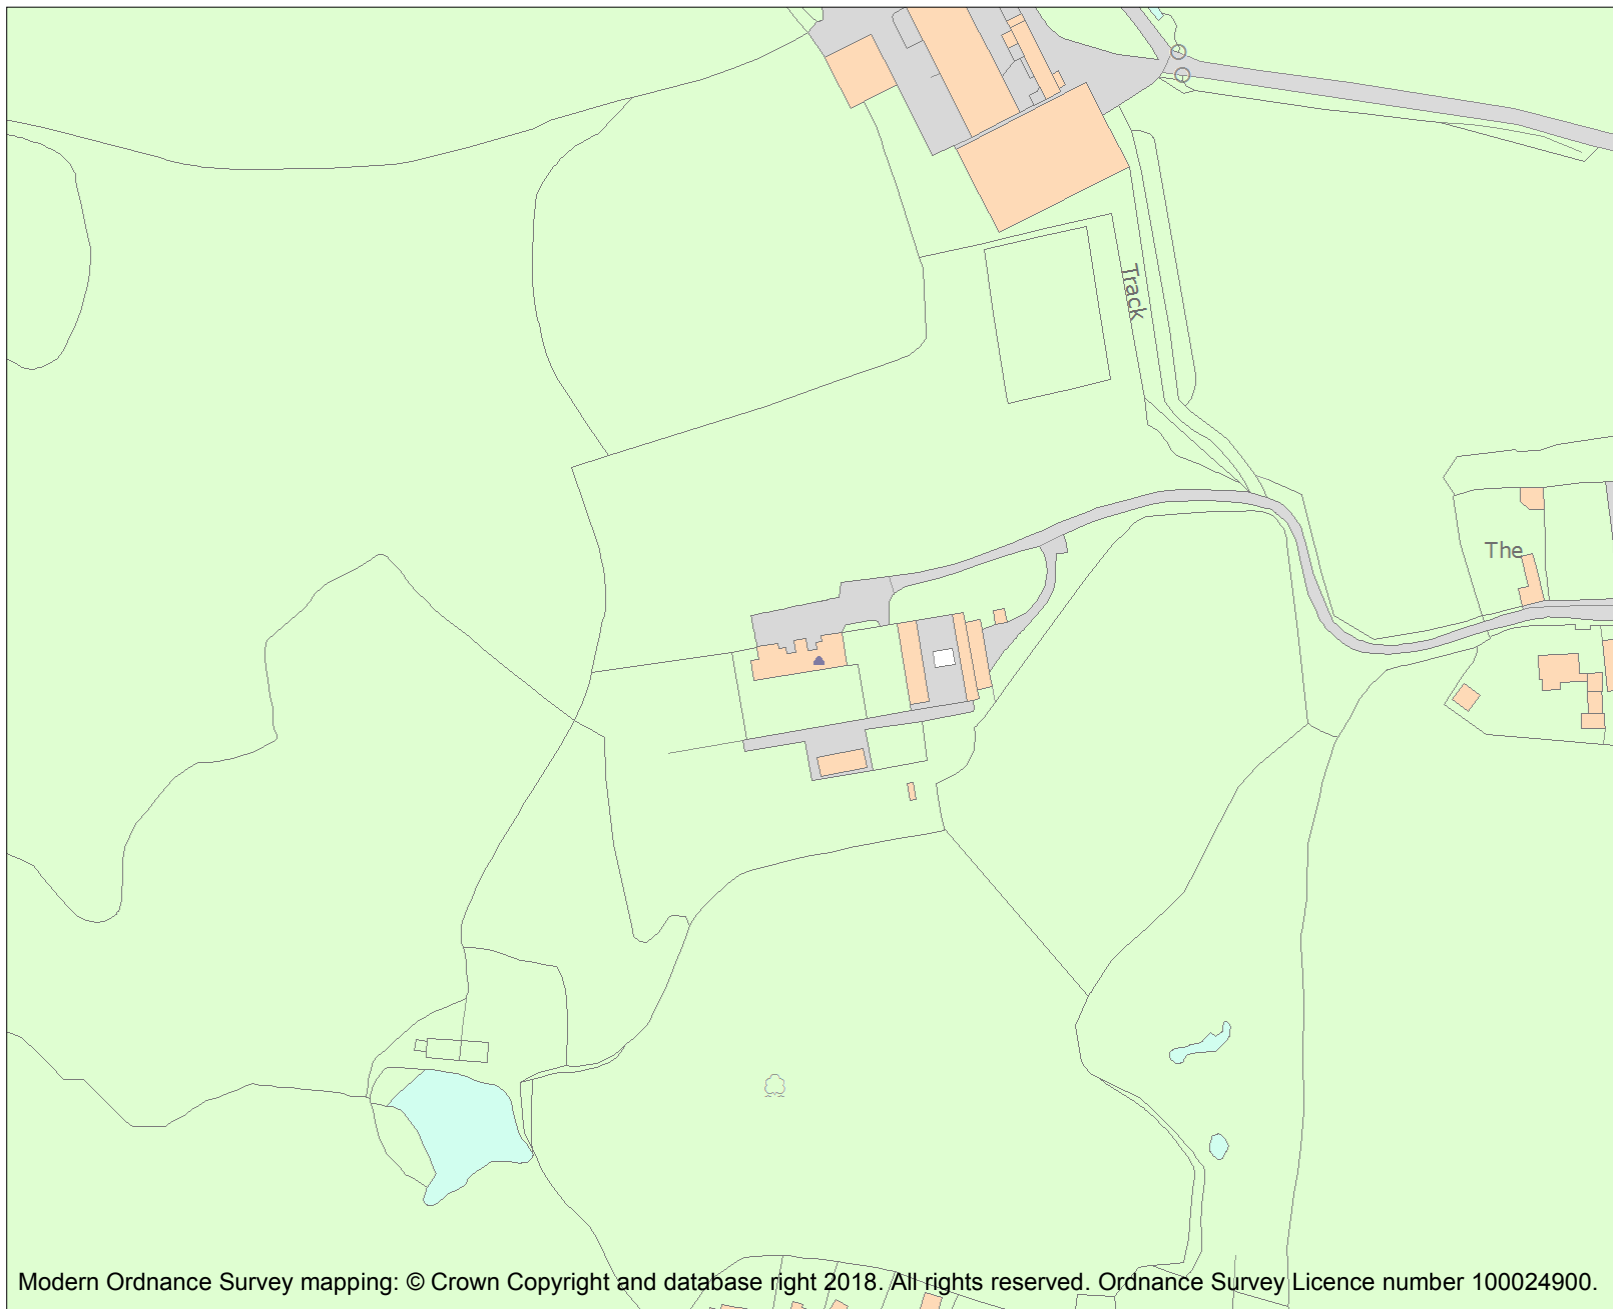 Track
The
Modern Ordnance Survey mapping: © Crown Copyright and database right 2018. All rights reserved. Ordnance Survey Licence number 100024900.